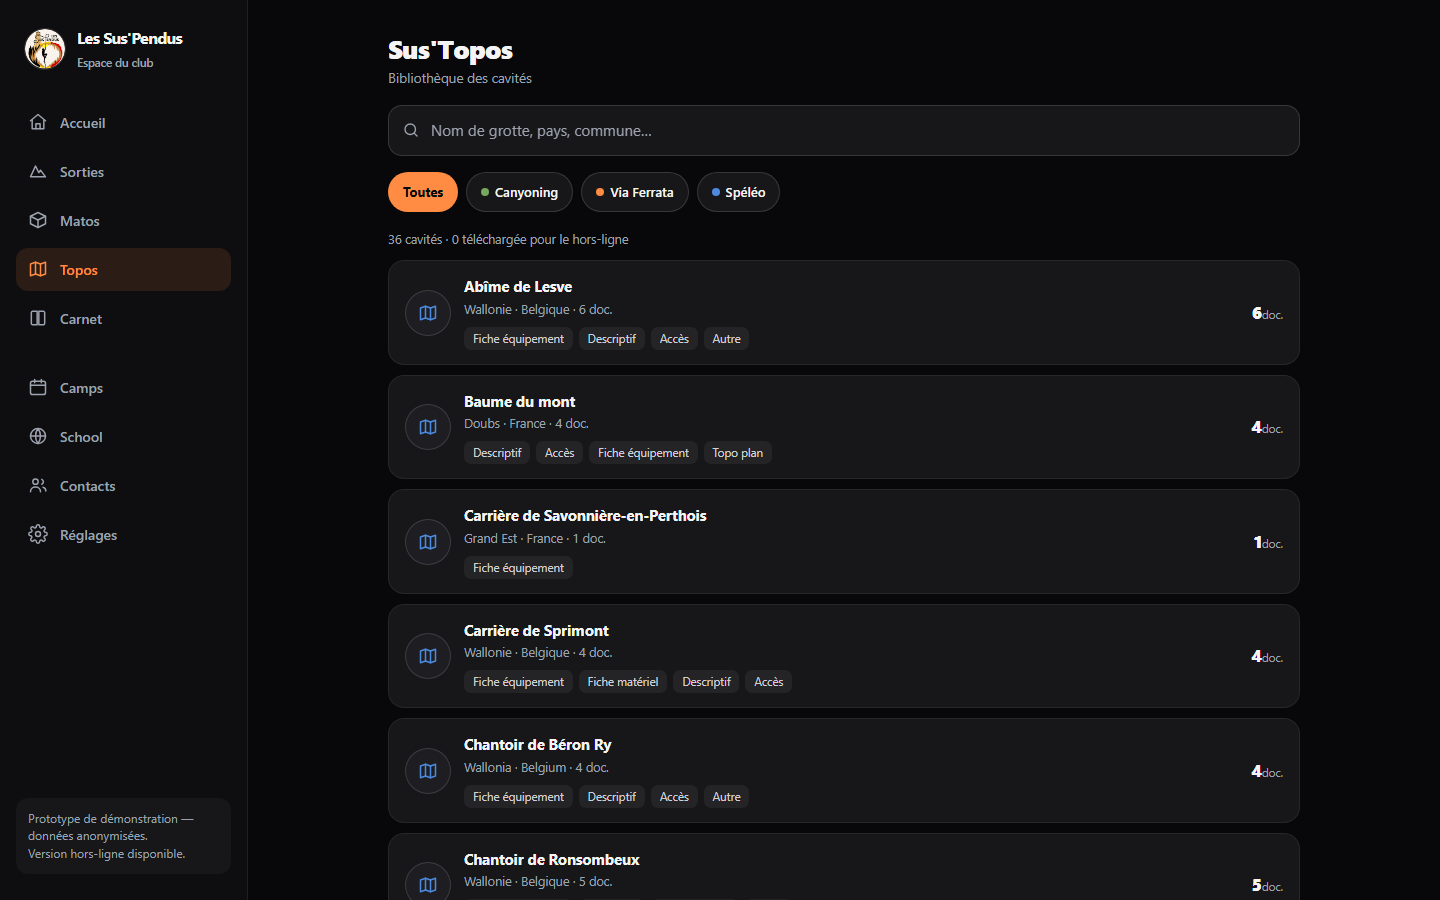 Les Sus'Pendus
Espace du club
Accueil
Sorties
Matos
Topos
Carnet
Camps
School
Contacts
Réglages
Prototype de démonstration —
données anonymisées.
Version hors-ligne disponible.
Sus'Topos
Bibliothèque des cavités
Nom de grotte, pays, commune...
Toutes
Canyoning
Via Ferrata
Spéléo
36 cavités · 0 téléchargée pour le hors-ligne
Abîme de Lesve
Wallonie · Belgique · 6 doc.
Fiche équipement
Descriptif
Accès
Autre
6doc.
Baume du mont
Doubs · France · 4 doc.
Descriptif
Accès
Fiche équipement
Topo plan
4doc.
Carrière de Savonnière-en-Perthois
Grand Est · France · 1 doc.
Fiche équipement
1doc.
Carrière de Sprimont
Wallonie · Belgique · 4 doc.
Fiche équipement
Fiche matériel
Descriptif
Accès
4doc.
Chantoir de Béron Ry
Wallonia · Belgium · 4 doc.
Fiche équipement
Descriptif
Accès
Autre
4doc.
Chantoir de Ronsombeux
Wallonie · Belgique · 5 doc.
5doc.